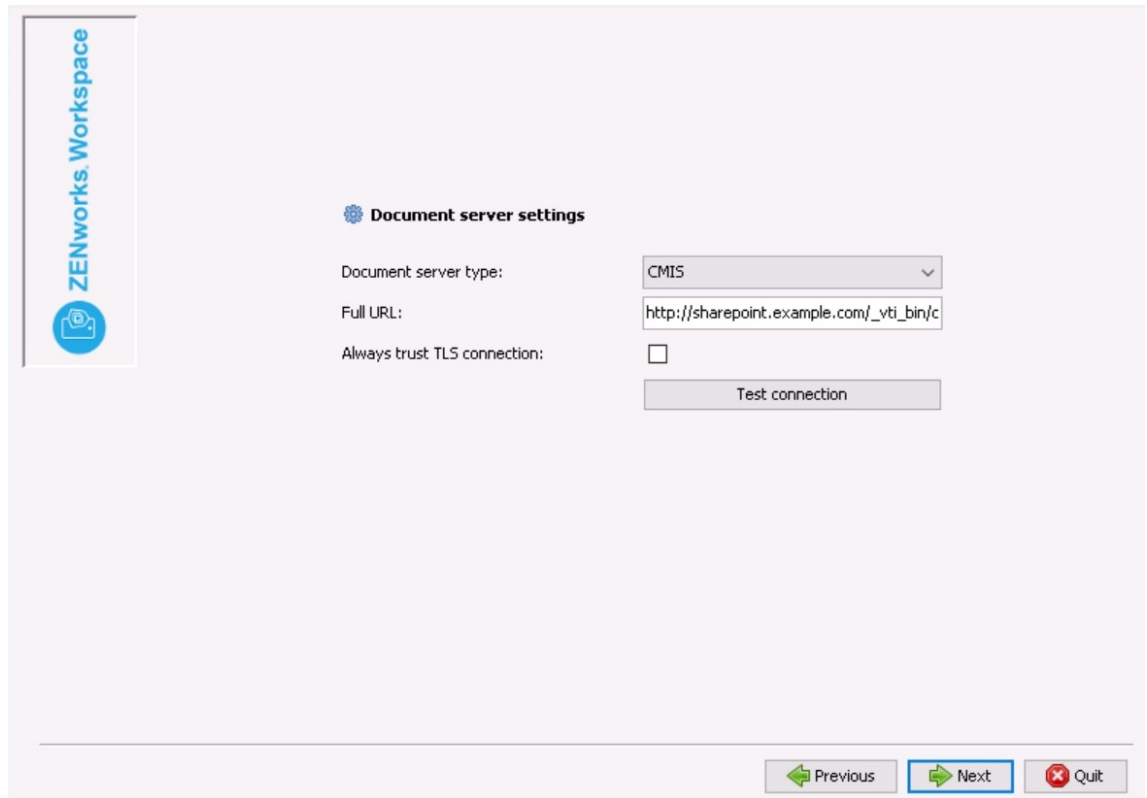 ZENworks Workspace
Document server settings
Document server type:
CMIS
Full URL:
http://sharepoint.example.com/_vti_bin/c
Always trust TLS connection:
Test connection
Previous
Next
Quit